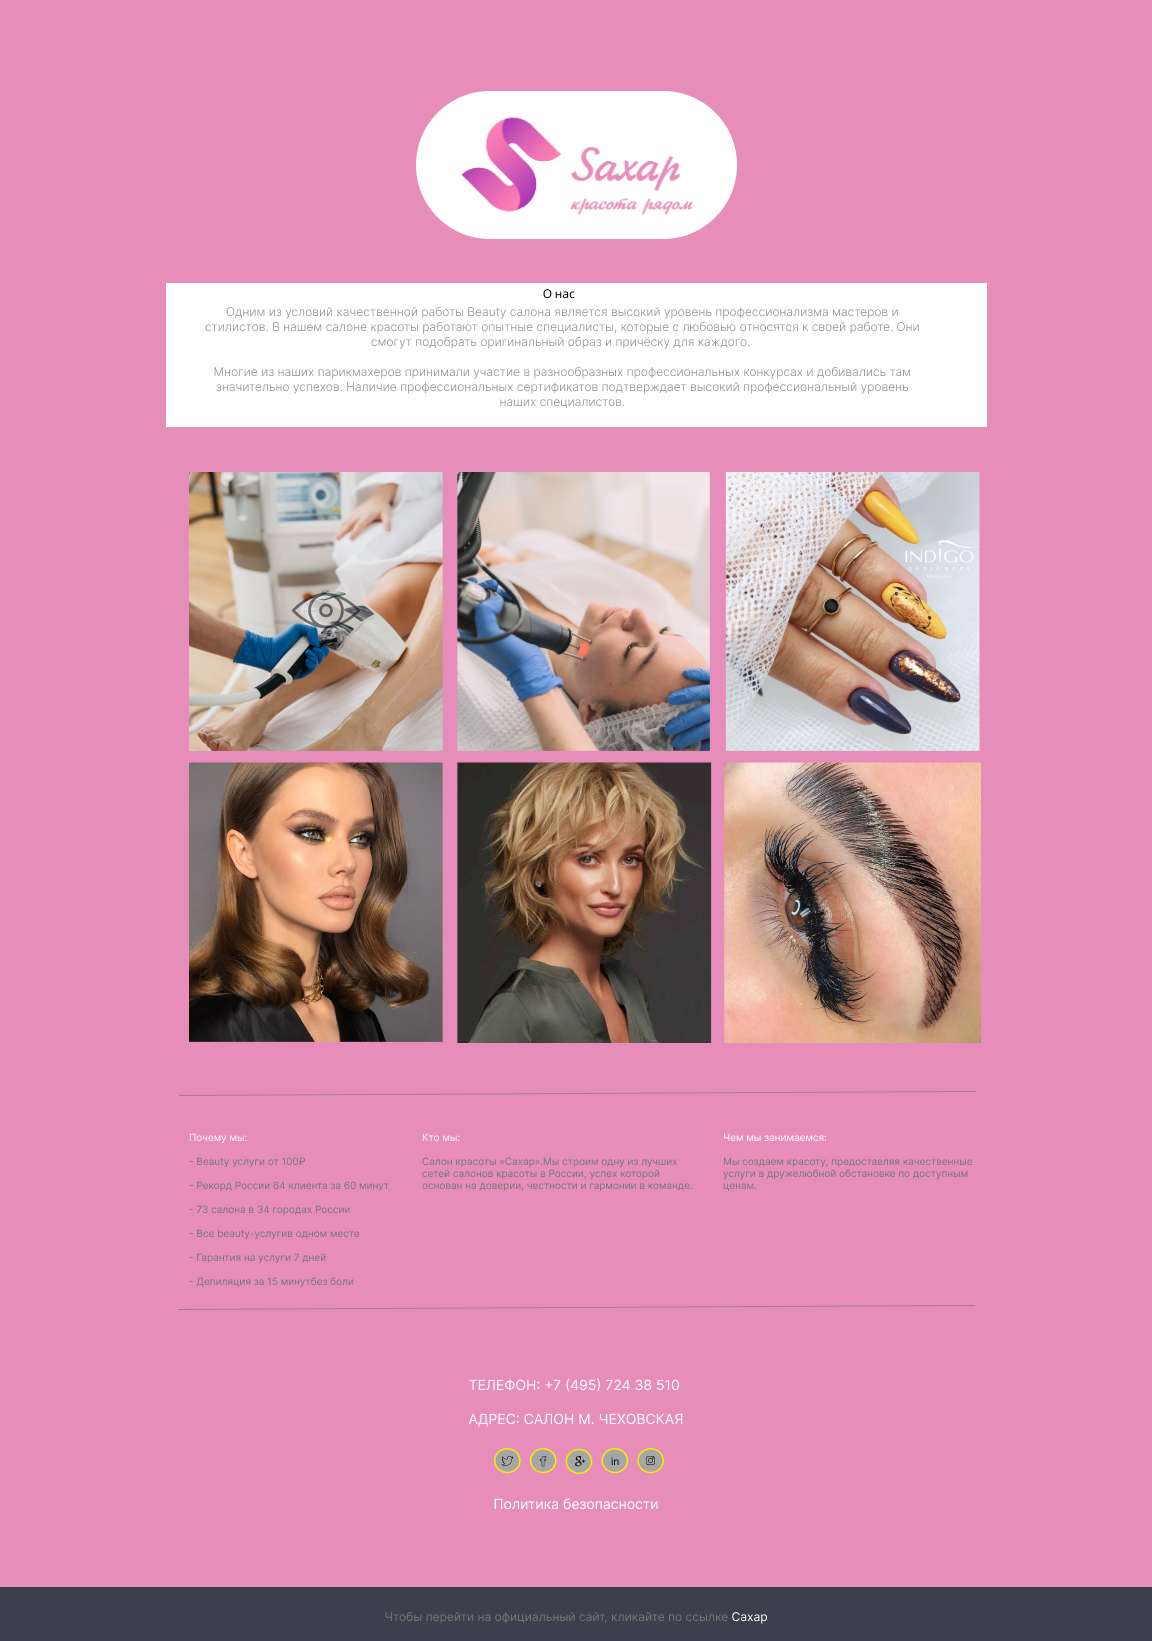 Saxap
красота рядом
О нас
Одним из условий качественной работы Beauty салона является высокий уровень профессионализма мастеров и
стилистов. В нашем салоне красоты работают опытные специалисты, которые с любовью относятся к своей работе. Они
смогут подобрать оригинальный образ и причёску для каждого.
Многие из наших парикмахеров принимали участие в разнообразных профессиональных конкурсах и добивались там
значительно успехов. Наличие профессиональных сертификатов подтверждает высокий профессиональный уровень
наших специалистов.
INDIGO
Почему мы:
- Beauty услуги от 100₽
- Рекорд России 64 клиента за 60 минут
- 73 салона в 34 городах России
- Все beauty-услугив одном месте
- Гарантия на услуги 7 дней
- Депиляция за 15 минутбез боли
Кто мы:
Салон красоты «Сахар».Мы строим одну из лучших
сетей салонов красоты в России, успех которой
основан на доверии, честности и гармонии в команде.
Чем мы занимаемся:
Мы создаем красоту, предоставляя качественные
услуги в дружелюбной обстановке по доступным
ценам.
ТЕЛЕФОН: +7 (495) 724 38 510
АДРЕС: САЛОН М. ЧЕХОВСКАЯ
Политика безопасности
Чтобы перейти на официальный сайт, кликайте по ссылке Сахар